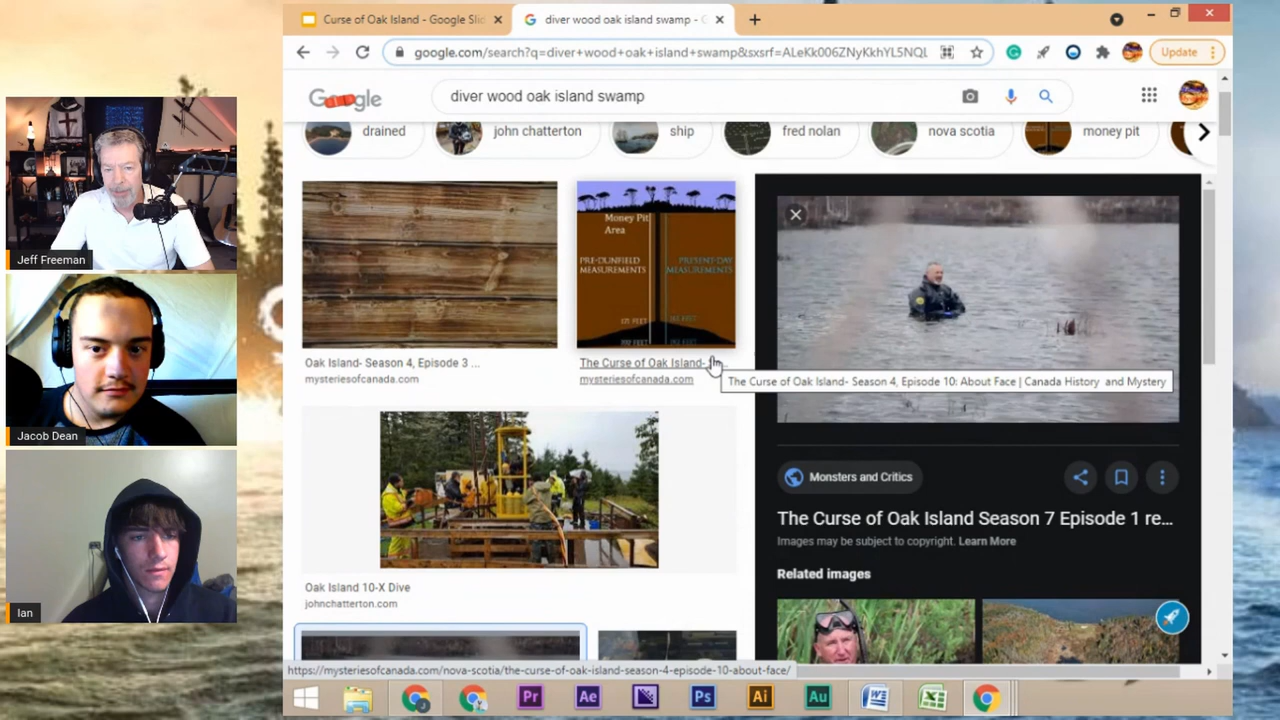 Curse of Oak Island - Google Slid
diver wood oak island swamp - G
google.com/search?q=diver+wood+oak+island+swamp&sxsrf=ALeKk006ZNyKkhYL5NQL
Update
Google
diver wood oak island swamp
drained
john chatterton
ship
fred nolan
nova scotia
money pit
Money Pit
Area
PRE-DUNFIELD
MEASUREMENTS
PRESENT-DAY
MEASUREMENTS
Oak Island- Season 4, Episode 3 ...
mysteriesofcanada.com
The Curse of Oak Island-
mysteriesofcanada.com
The Curse of Oak Island- Season 4, Episode 10: About Face | Canada History and Mystery
Monsters and Critics
The Curse of Oak Island Season 7 Episode 1 re...
Images may be subject to copyright. Learn More
Related images
Oak Island 10-X Dive
johnchatterton.com
https://mysteriesofcanada.com/nova-scotia/the-curse-of-oak-island-season-4-episode-10-about-face/
Jeff Freeman
Jacob Dean
Ian
Pr
Ae
Ps
Ai
Au